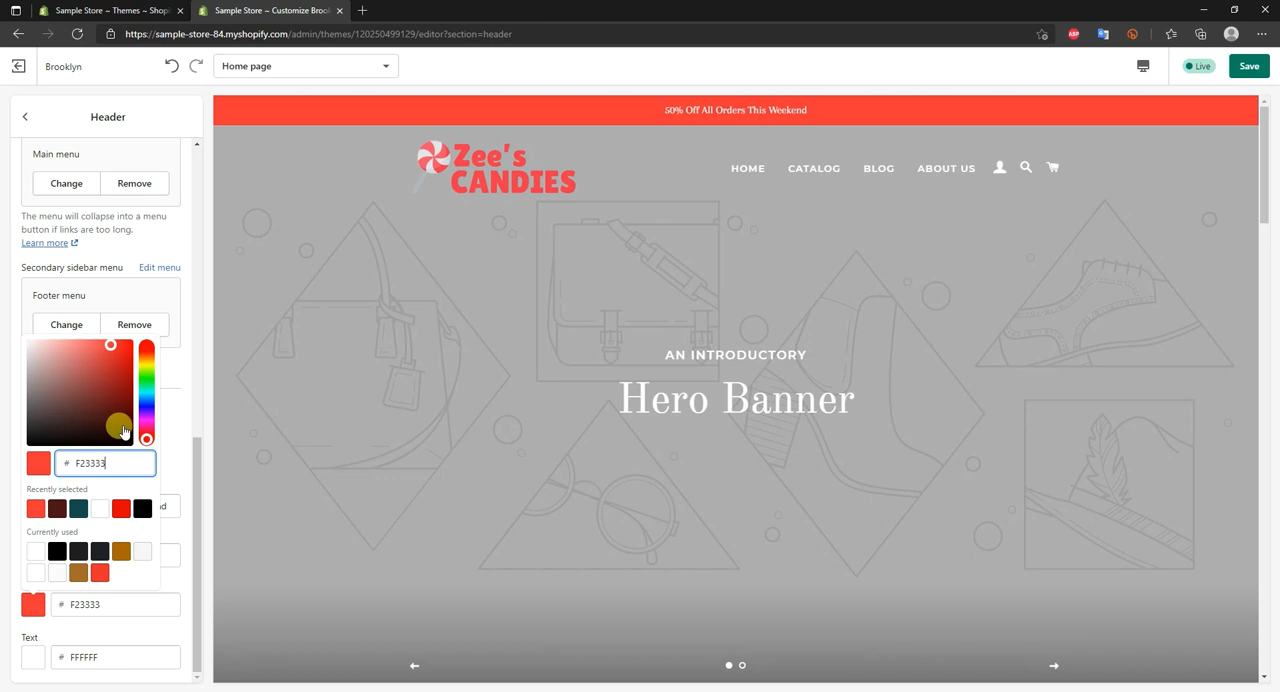 Sample Store ~ Themes ~ Shopi
Sample Store ~ Customize Brook
https://sample-store-84.myshopify.com/admin/themes/120250499129/editor?section=header
ABP
Brooklyn
Home page
Live
Save
Header
Main menu
Change
Remove
The menu will collapse into a menu
button if links are too long.
Learn more
Secondary sidebar menu
Edit menu
Footer menu
Change
Remove
# F23333
Recently selected
nd
Currently used
# F23333
Text
# FFFFFF
50% Off All Orders This Weekend
Zee's
CANDIES
HOME
CATALOG
BLOG
ABOUT US
AN INTRODUCTORY
Hero Banner